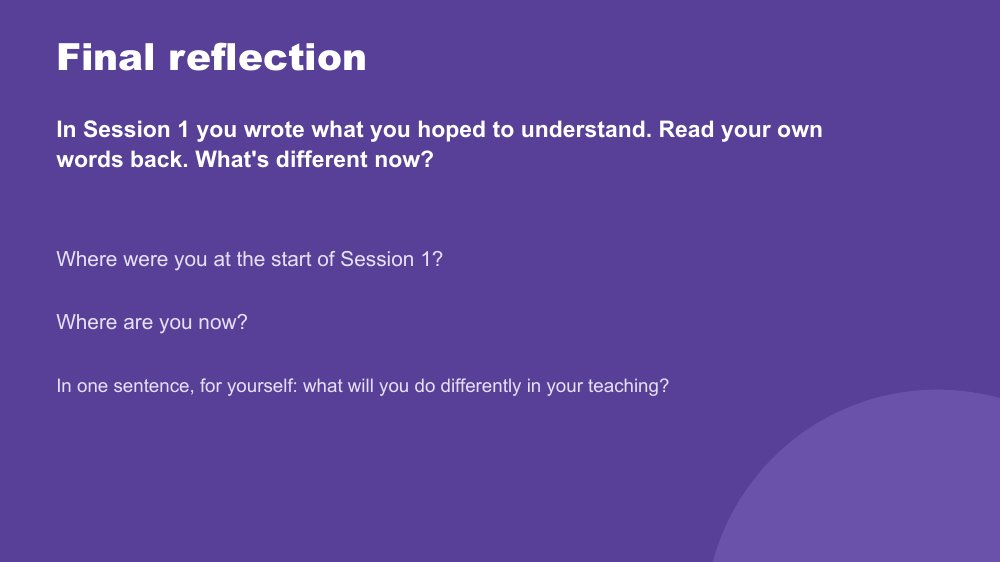 Final reflection
In Session 1 you wrote what you hoped to understand. Read your own
words back. What's different now?
Where were you at the start of Session 1?
Where are you now?
In one sentence, for yourself: what will you do differently in your teaching?